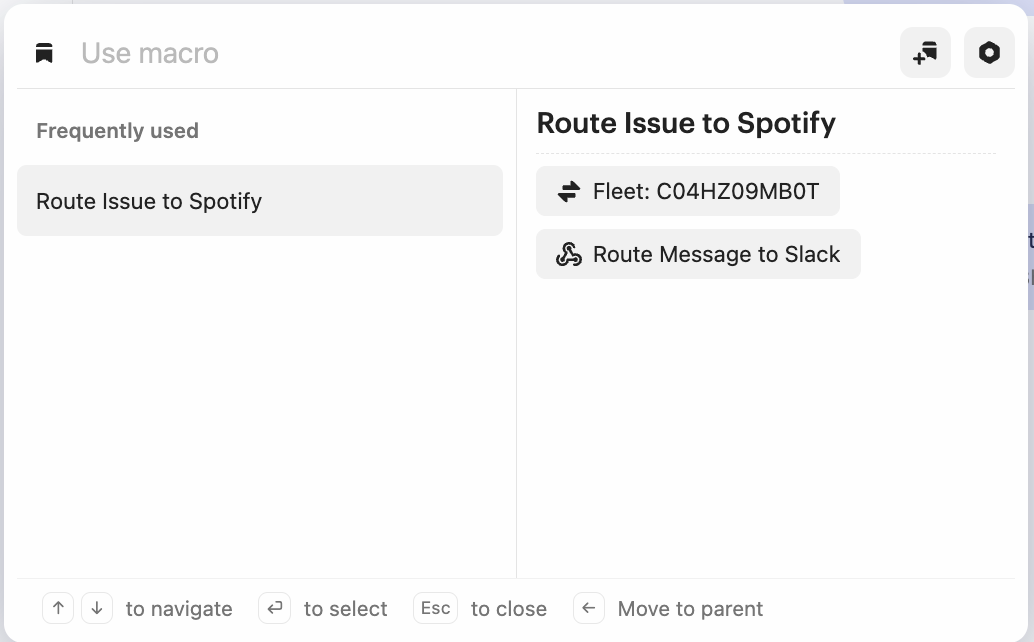 Use macro
Frequently used
Route Issue to Spotify
Route Issue to Spotify
Fleet: C04HZ09MB0T
Route Message to Slack
↑ ↓ to navigate ↵ to select Esc to close ← Move to parent